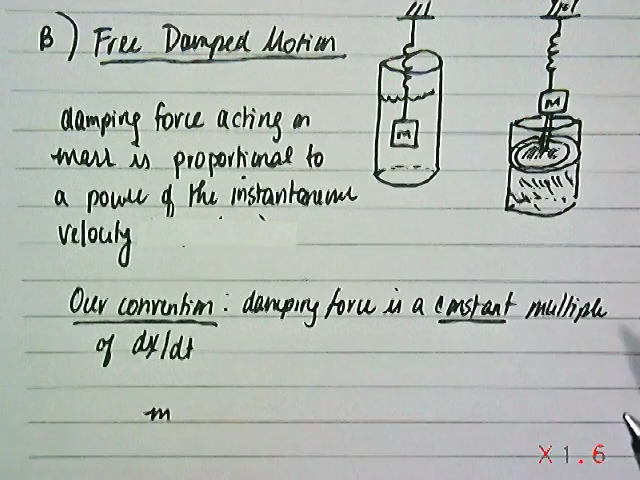 B) Free Damped Motion
damping force acting on
mass is proportional to
a power of the instantaneous
velocity
M
M
Our convention: damping force is a constant multiple
of dx/dt
m
X1.6